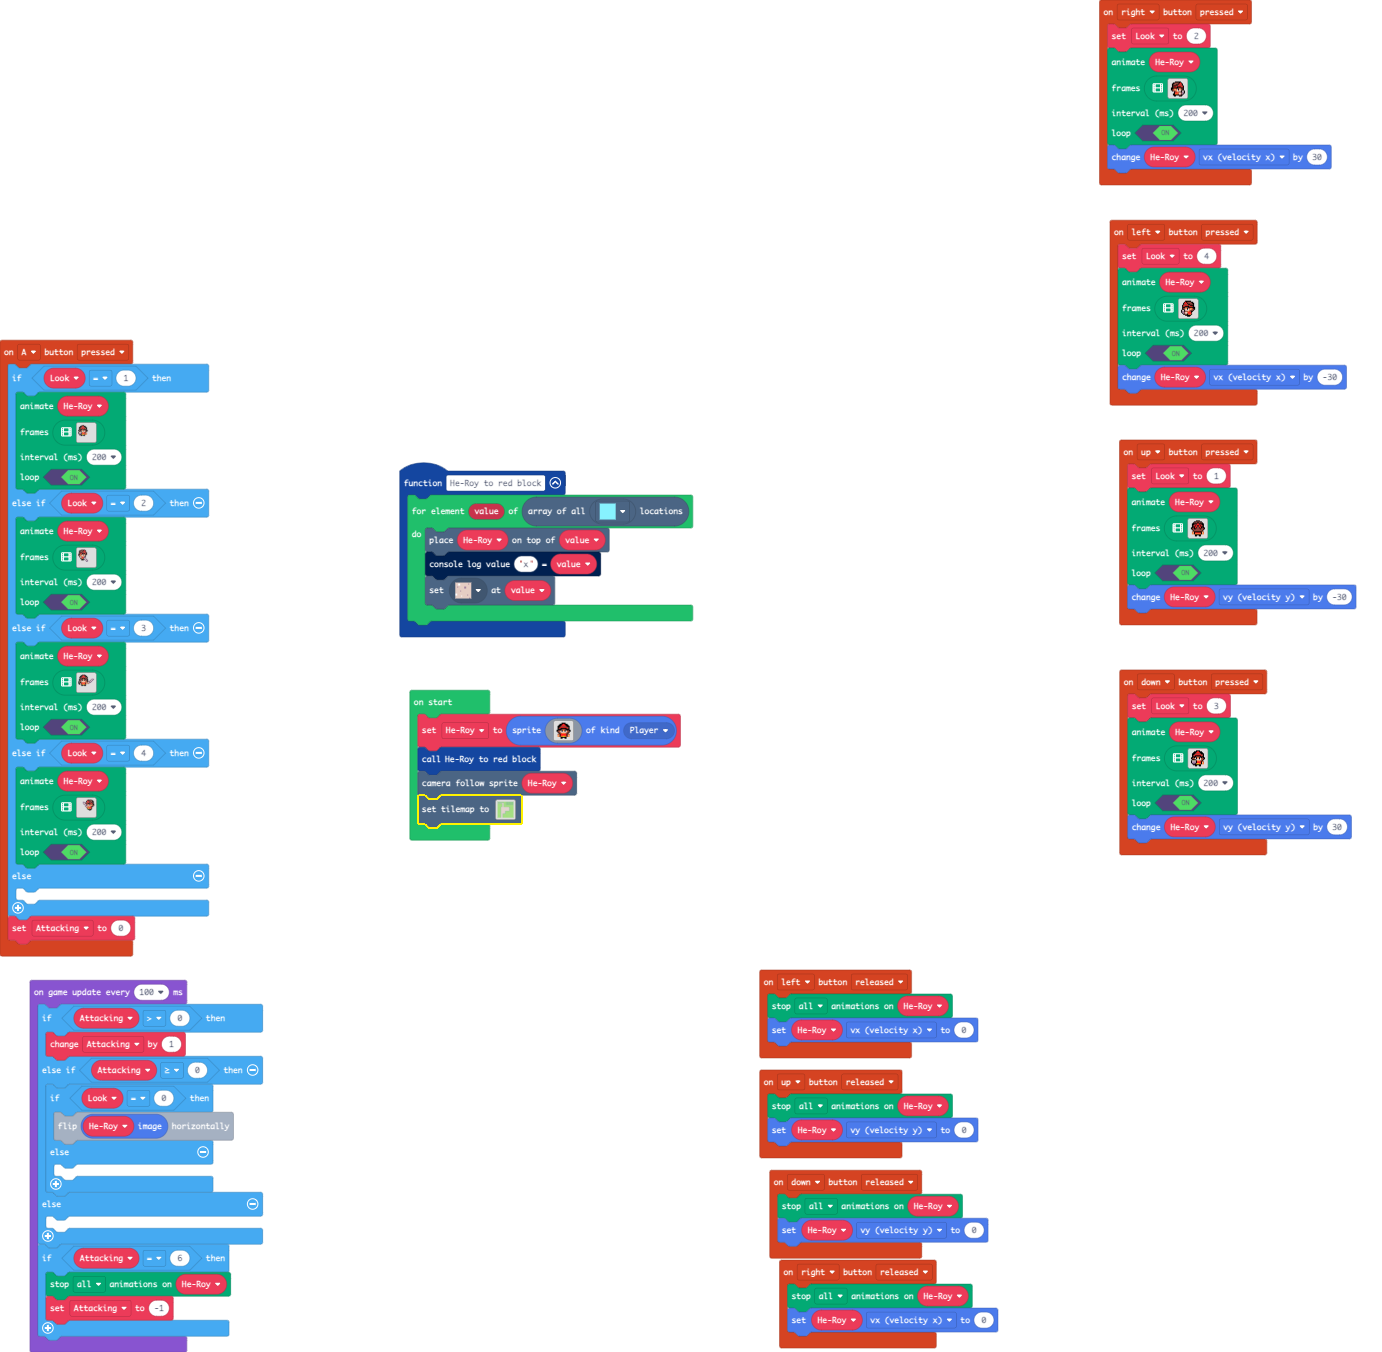 on right button pressed
set Look to 2
animate He-Roy
frames
interval (ms) 200
loop ON
change He-Roy vx (velocity x) by 30
on left button pressed
set Look to 4
animate He-Roy
frames
interval (ms) 200
loop ON
change He-Roy vx (velocity x) by -30
on up button pressed
set Look to 1
animate He-Roy
frames
interval (ms) 200
loop ON
change He-Roy vy (velocity y) by -30
on down button pressed
set Look to 3
animate He-Roy
frames
interval (ms) 200
loop ON
change He-Roy vy (velocity y) by 30
on A button pressed
if Look = 1 then
animate He-Roy
frames
interval (ms) 200
loop ON
else if Look = 2 then
animate He-Roy
frames
interval (ms) 200
loop ON
else if Look = 3 then
animate He-Roy
frames
interval (ms) 200
loop ON
else if Look = 4 then
animate He-Roy
frames
interval (ms) 200
loop ON
else
set Attacking to 0
function He-Roy to red block
for element value of array of all locations
do
place He-Roy on top of value
console log value "x" = value
set at value
on start
set He-Roy to sprite of kind Player
call He-Roy to red block
camera follow sprite He-Roy
set tilemap to
on game update every 100 ms
if Attacking > 0 then
change Attacking by 1
else if Attacking ≥ 0 then
if Look = 0 then
flip He-Roy image horizontally
else
else
if Attacking = 6 then
stop all animations on He-Roy
set Attacking to -1
on left button released
stop all animations on He-Roy
set He-Roy vx (velocity x) to 0
on up button released
stop all animations on He-Roy
set He-Roy vy (velocity y) to 0
on down button released
stop all animations on He-Roy
set He-Roy vy (velocity y) to 0
on right button released
stop all animations on He-Roy
set He-Roy vx (velocity x) to 0